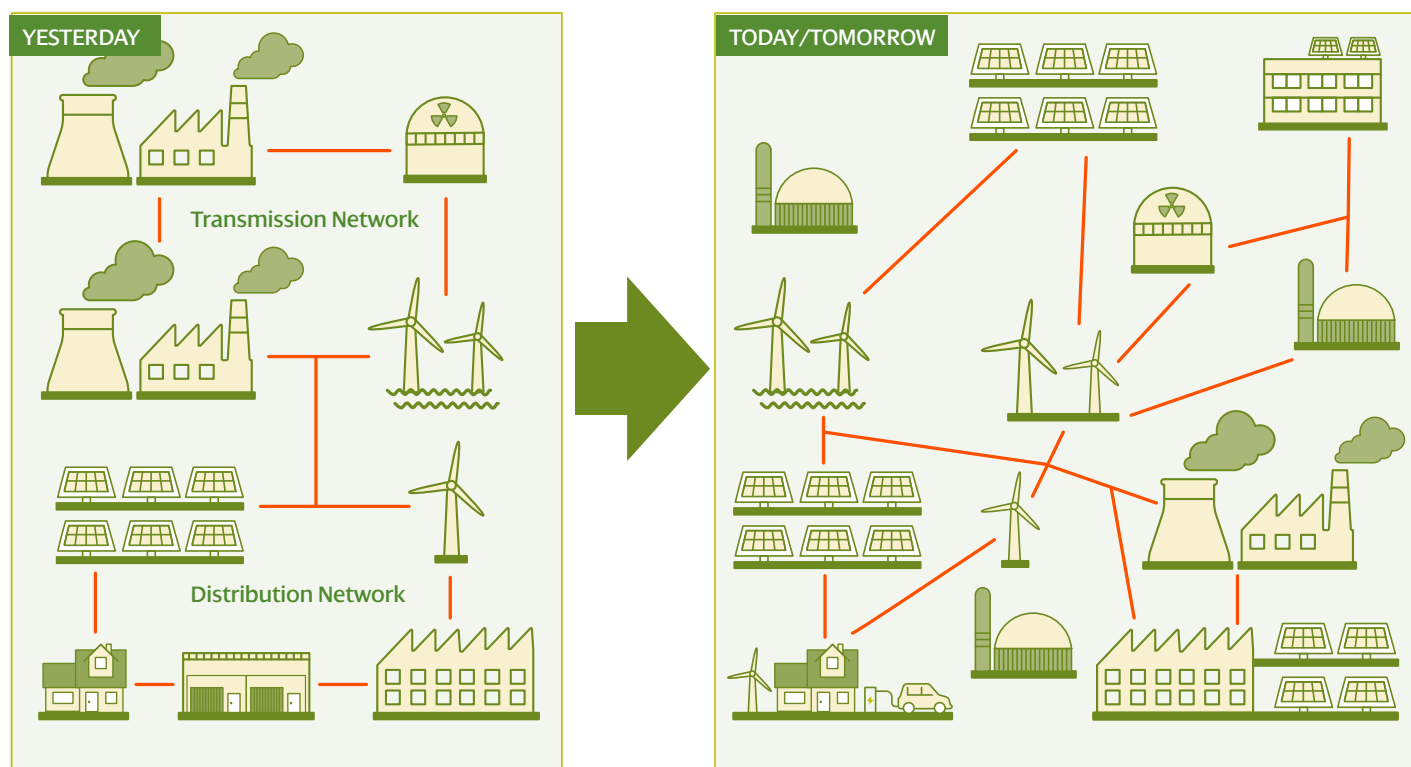 YESTERDAY
Transmission Network
Distribution Network
TODAY/TOMORROW